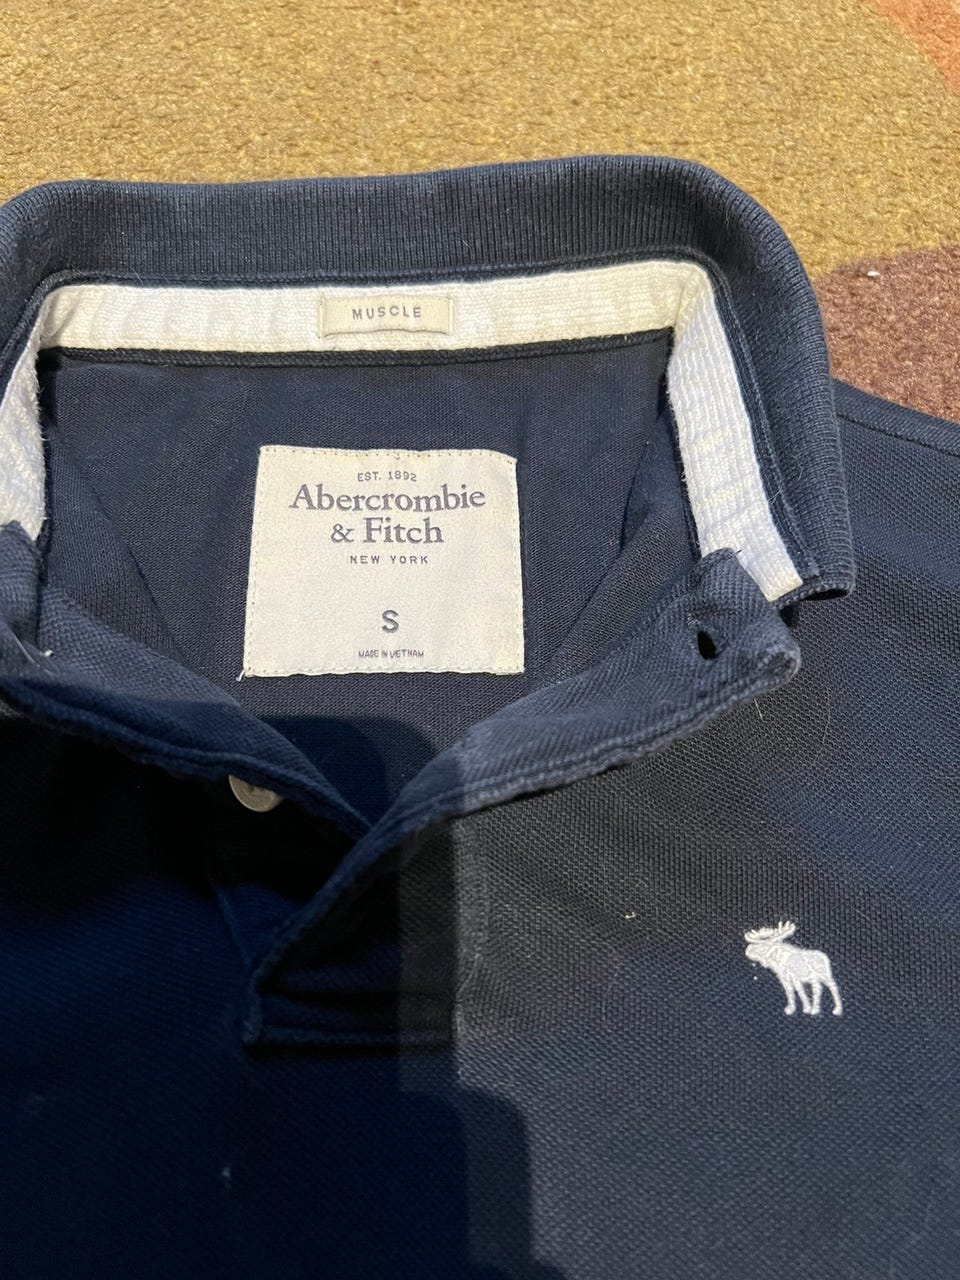 MUSCLE
EST. 1892
Abercrombie
& Fitch
NEW YORK
S
MADE IN VIETNAM